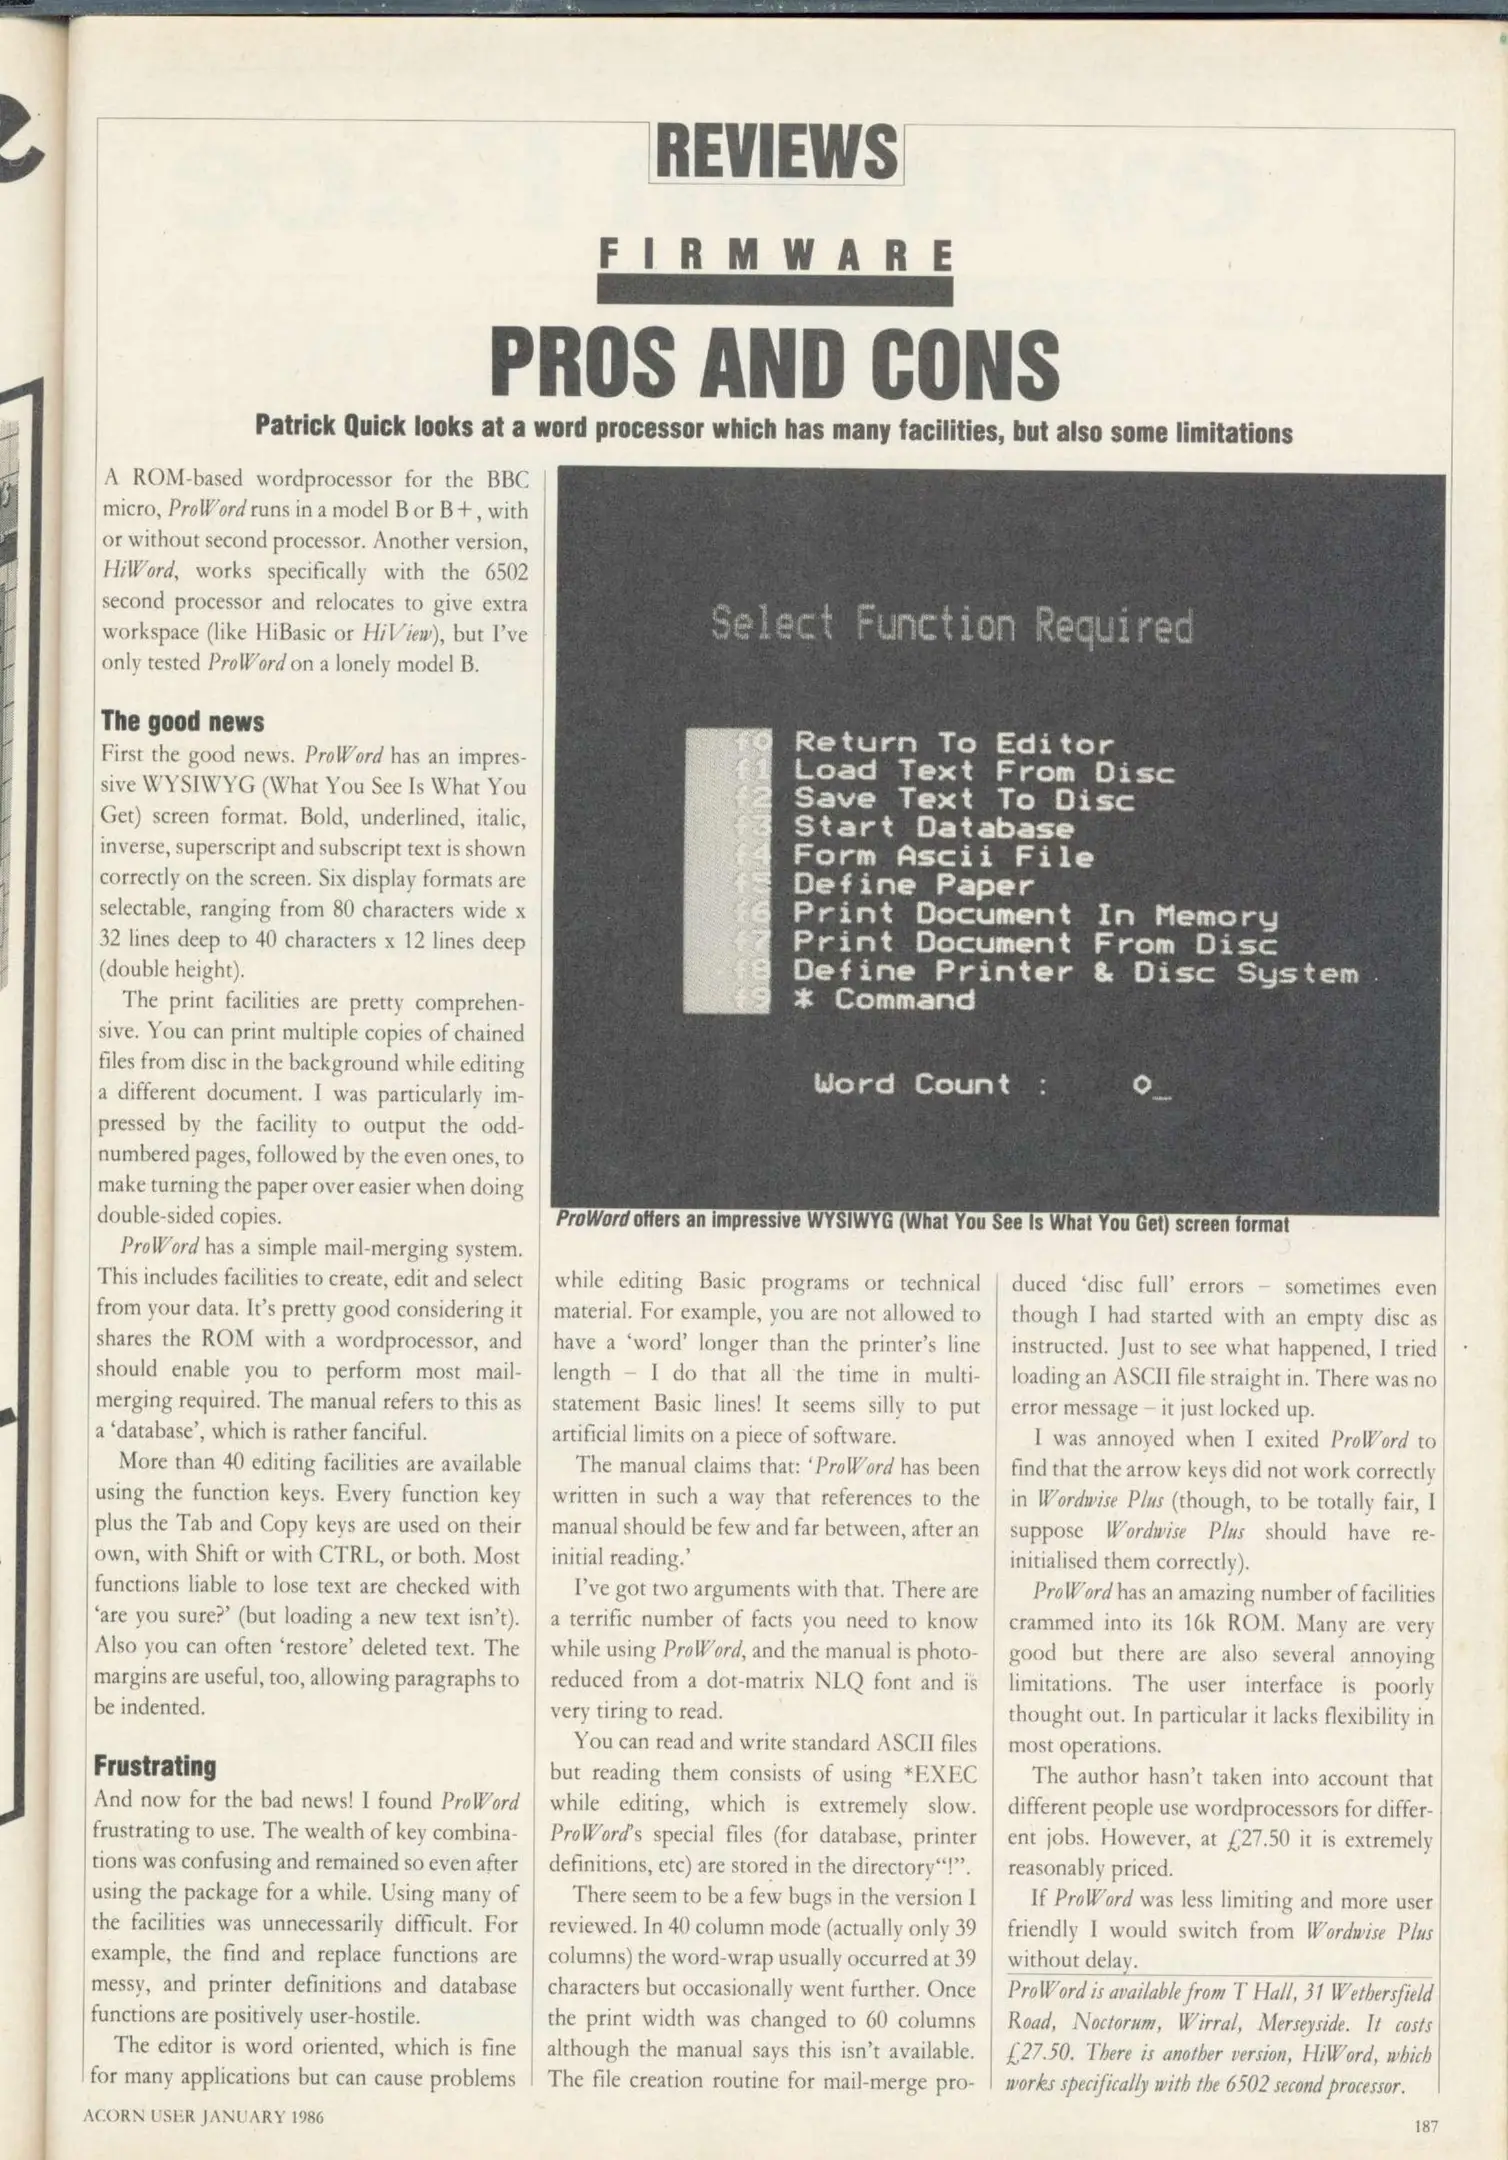 REVIEWS
FIRMWARE
PROS AND CONS
Patrick Quick looks at a word processor which has many facilities, but also some limitations
A ROM-based wordprocessor for the BBC
micro, ProWord runs in a model B or B+, with
or without second processor. Another version,
HiWord, works specifically with the 6502
second processor and relocates to give extra
workspace (like HiBasic or HiView), but I've
only tested ProWord on a lonely model B.
The good news
First the good news. ProWord has an impres-
sive WYSIWYG (What You See Is What You
Get) screen format. Bold, underlined, italic,
inverse, superscript and subscript text is shown
correctly on the screen. Six display formats are
selectable, ranging from 80 characters wide x
32 lines deep to 40 characters x 12 lines deep
(double height).
The print facilities are pretty comprehen-
sive. You can print multiple copies of chained
files from disc in the background while editing
a different document. I was particularly im-
pressed by the facility to output the odd-
numbered pages, followed by the even ones, to
make turning the paper over easier when doing
double-sided copies.
ProWord has a simple mail-merging system.
This includes facilities to create, edit and select
from your data. It's pretty good considering it
shares the ROM with a wordprocessor, and
should enable you to perform most mail-
merging required. The manual refers to this as
a 'database', which is rather fanciful.
More than 40 editing facilities are available
using the function keys. Every function key
plus the Tab and Copy keys are used on their
own, with Shift or with CTRL, or both. Most
functions liable to lose text are checked with
'are you sure?' (but loading a new text isn't).
Also you can often 'restore' deleted text. The
margins are useful, too, allowing paragraphs to
be indented.
Frustrating
And now for the bad news! I found ProWord
frustrating to use. The wealth of key combina-
tions was confusing and remained so even after
using the package for a while. Using many of
the facilities was unnecessarily difficult. For
example, the find and replace functions are
messy, and printer definitions and database
functions are positively user-hostile.
The editor is word oriented, which is fine
for many applications but can cause problems
Select Function Required
f0 Return To Editor
f1 Load Text From Disc
f2 Save Text To Disc
f3 Start Database
f4 Form Ascii File
f5 Define Paper
f6 Print Document In Memory
f7 Print Document From Disc
f8 Define Printer & Disc System
f9 * Command
Word Count : 0_
ProWord offers an impressive WYSIWYG (What You See Is What You Get) screen format
while editing Basic programs or technical
material. For example, you are not allowed to
have a 'word' longer than the printer's line
length – I do that all the time in multi-
statement Basic lines! It seems silly to put
artificial limits on a piece of software.
The manual claims that: 'ProWord has been
written in such a way that references to the
manual should be few and far between, after an
initial reading.'
I've got two arguments with that. There are
a terrific number of facts you need to know
while using ProWord, and the manual is photo-
reduced from a dot-matrix NLQ font and is
very tiring to read.
You can read and write standard ASCII files
but reading them consists of using *EXEC
while editing, which is extremely slow.
ProWord's special files (for database, printer
definitions, etc) are stored in the directory"!".
There seem to be a few bugs in the version I
reviewed. In 40 column mode (actually only 39
columns) the word-wrap usually occurred at 39
characters but occasionally went further. Once
the print width was changed to 60 columns
although the manual says this isn't available.
The file creation routine for mail-merge pro-
duced 'disc full' errors – sometimes even
though I had started with an empty disc as
instructed. Just to see what happened, I tried
loading an ASCII file straight in. There was no
error message – it just locked up.
I was annoyed when I exited ProWord to
find that the arrow keys did not work correctly
in Wordwise Plus (though, to be totally fair, I
suppose Wordwise Plus should have re-
initialised them correctly).
ProWord has an amazing number of facilities
crammed into its 16k ROM. Many are very
good but there are also several annoying
limitations. The user interface is poorly
thought out. In particular it lacks flexibility in
most operations.
The author hasn't taken into account that
different people use wordprocessors for differ-
ent jobs. However, at £27.50 it is extremely
reasonably priced.
If ProWord was less limiting and more user
friendly I would switch from Wordwise Plus
without delay.
ProWord is available from T Hall, 31 Wethersfield
Road, Noctorum, Wirral, Merseyside. It costs
£27.50. There is another version, HiWord, which
works specifically with the 6502 second processor.
ACORN USER JANUARY 1986
187